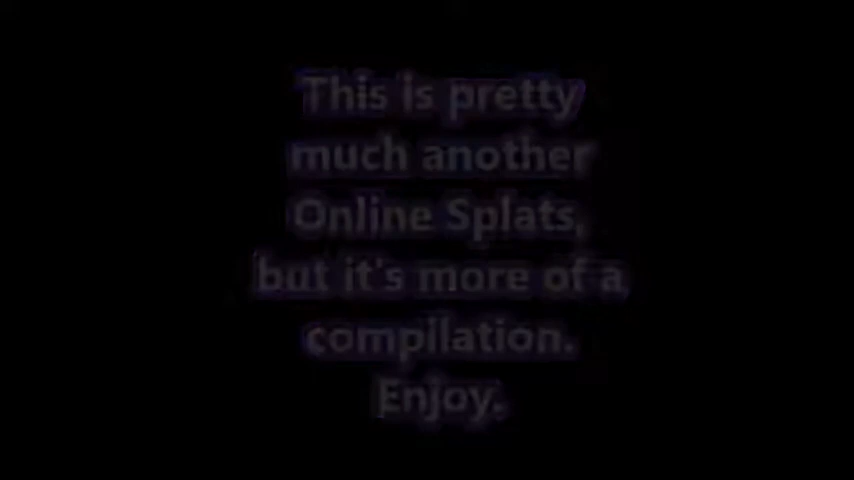 This is pretty
much another
Online Splats,
but it's more of a
compilation.
Enjoy.